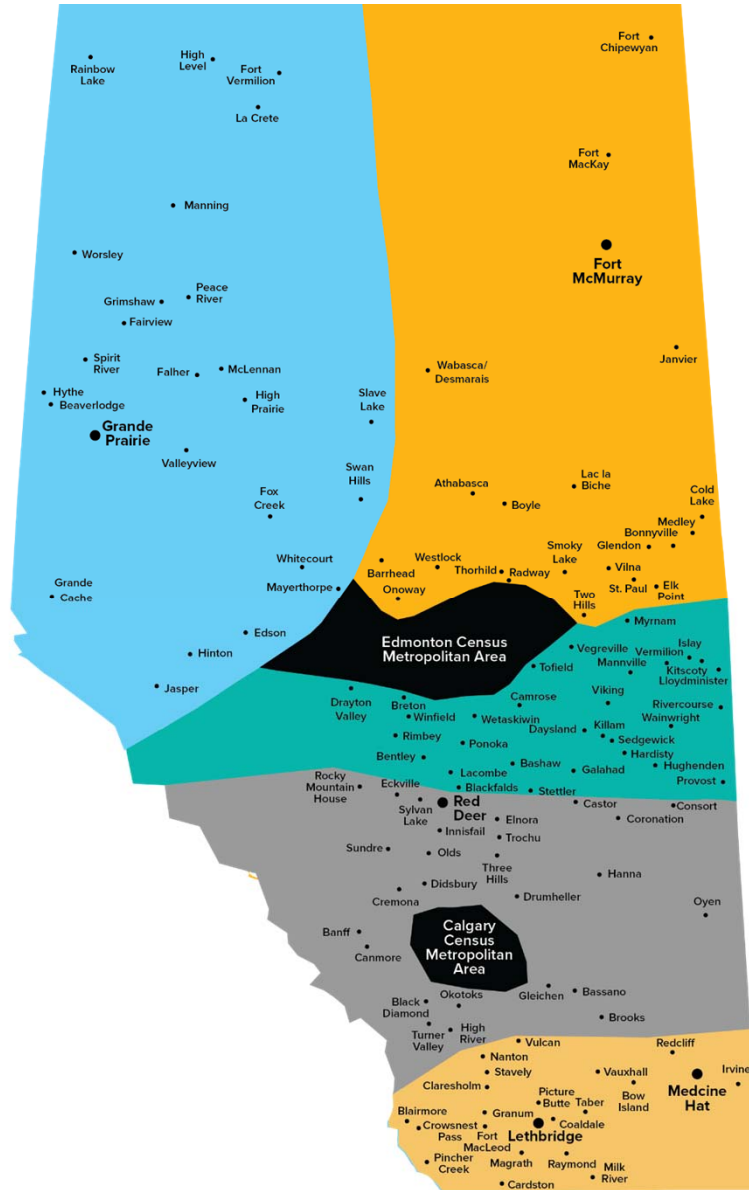 Rainbow
Lake
High
Level
Fort
Vermilion
La Crete
Fort
Chipewyan
Fort
MacKay
Manning
Worsley
Fort
McMurray
Peace
River
Grimshaw
Fairview
Janvier
Spirit
River
Falher
McLennan
Wabasca/
Desmarais
Hythe
Beaverlodge
High
Prairie
Slave
Lake
Grande
Prairie
Valleyview
Swan
Hills
Fox
Creek
Athabasca
Boyle
Lac la
Biche
Cold
Lake
Medley
Bonnyville
Glendon
Whitecourt
Mayerthorpe
Barrhead
Westlock
Onoway
Thorhild
Radway
Smoky
Lake
Vilna
St. Paul
Elk
Point
Two
Hills
Grande
Cache
Edson
Hinton
Jasper
Edmonton Census
Metropolitan Area
Myrnam
Vegreville
Islay
Vermilion
Mannville
Kitscoty
Lloydminister
Tofield
Drayton
Valley
Breton
Winfield
Camrose
Wetaskiwin
Viking
Rivercourse
Wainwright
Daysland
Killam
Sedgewick
Rimbey
Ponoka
Hardisty
Bentley
Bashaw
Galahad
Hughenden
Provost
Lacombe
Blackfalds
Stettler
Rocky
Mountain
House
Eckville
Sylvan
Lake
Red
Deer
Castor
Consort
Coronation
Elnora
Innisfail
Trochu
Sundre
Olds
Three
Hills
Hanna
Didsbury
Cremona
Drumheller
Oyen
Banff
Canmore
Calgary
Census
Metropolitan
Area
Okotoks
Gleichen
Bassano
Black
Diamond
Brooks
Turner
Valley
High
River
Vulcan
Redcliff
Nanton
Stavely
Vauxhall
Medcine
Hat
Irvine
Claresholm
Picture
Butte
Taber
Bow
Island
Blairmore
Granum
Coaldale
Crowsnest
Pass
Fort
MacLeod
Lethbridge
Pincher
Creek
Magrath
Raymond
Milk
River
Cardston